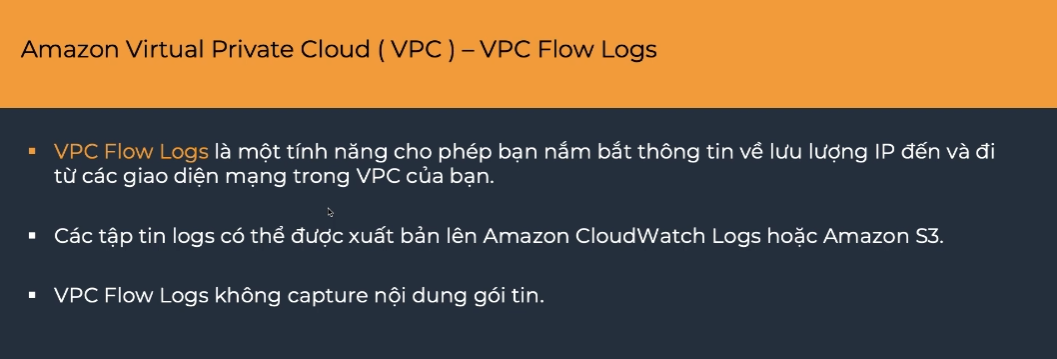 Amazon Virtual Private Cloud ( VPC ) – VPC Flow Logs
▪ VPC Flow Logs là một tính năng cho phép bạn nắm bắt thông tin về lưu lượng IP đến và đi
từ các giao diện mạng trong VPC của bạn.
▪ Các tập tin logs có thể được xuất bản lên Amazon CloudWatch Logs hoặc Amazon S3.
▪ VPC Flow Logs không capture nội dung gói tin.